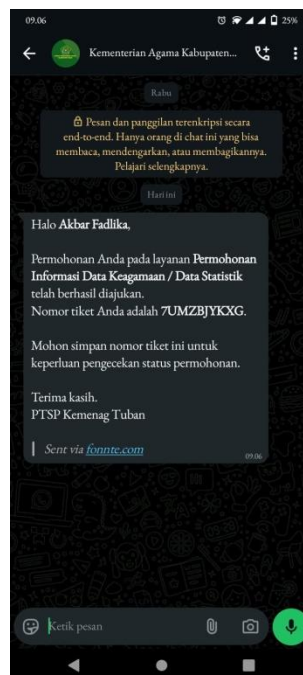 09.06
25%
Kementerian Agama Kabupaten...
Rabu
Pesan dan panggilan terenkripsi secara
end-to-end. Hanya orang di chat ini yang bisa
membaca, mendengarkan, atau membagikannya.
Pelajari selengkapnya.
Hari ini
Halo Akbar Fadlika,
Permohonan Anda pada layanan Permohonan
Informasi Data Keagamaan / Data Statistik
telah berhasil diajukan.
Nomor tiket Anda adalah 7UMZBJYKXG.
Mohon simpan nomor tiket ini untuk
keperluan pengecekan status permohonan.
Terima kasih.
PTSP Kemenag Tuban
Sent via fonnte.com
09.06
Ketik pesan